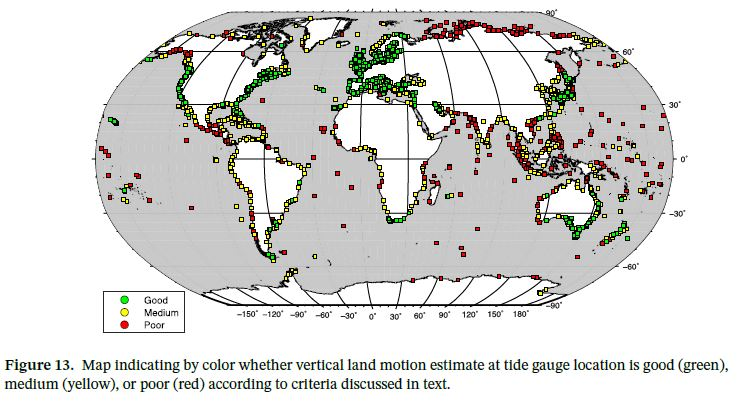 90°
60°
30°
0°
−30°
−60°
−90°
−150° −120° −90° −60° −30° 0° 30° 60° 90° 120° 150° 180°
Good
Medium
Poor
Figure 13. Map indicating by color whether vertical land motion estimate at tide gauge location is good (green),
medium (yellow), or poor (red) according to criteria discussed in text.